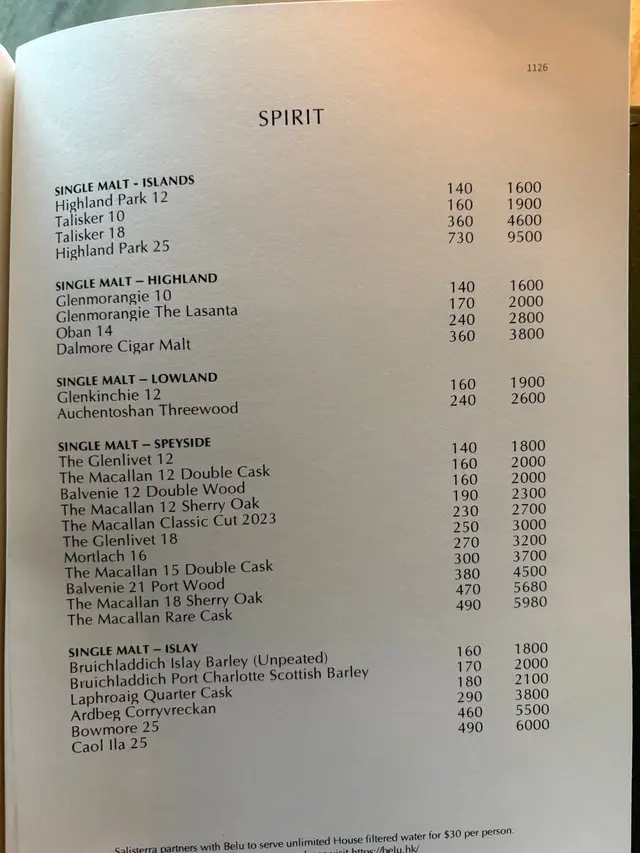 1126
SPIRIT
SINGLE MALT - ISLANDS
Highland Park 12 140 1600
Talisker 10 160 1900
Talisker 18 360 4600
Highland Park 25 730 9500
SINGLE MALT – HIGHLAND
Glenmorangie 10 140 1600
Glenmorangie The Lasanta 170 2000
Oban 14 240 2800
Dalmore Cigar Malt 360 3800
SINGLE MALT – LOWLAND
Glenkinchie 12 160 1900
Auchentoshan Threewood 240 2600
SINGLE MALT – SPEYSIDE
The Glenlivet 12 140 1800
The Macallan 12 Double Cask 160 2000
Balvenie 12 Double Wood 160 2000
The Macallan 12 Sherry Oak 190 2300
The Macallan Classic Cut 2023 230 2700
The Glenlivet 18 250 3000
Mortlach 16 270 3200
The Macallan 15 Double Cask 300 3700
Balvenie 21 Port Wood 380 4500
The Macallan 18 Sherry Oak 470 5680
The Macallan Rare Cask 490 5980
SINGLE MALT – ISLAY
Bruichladdich Islay Barley (Unpeated) 160 1800
Bruichladdich Port Charlotte Scottish Barley 170 2000
Laphroaig Quarter Cask 180 2100
Ardbeg Corryvreckan 290 3800
Bowmore 25 460 5500
Caol Ila 25 490 6000
Salisterra partners with Belu to serve unlimited House filtered water for $30 per person.
visit https://belu.hk/